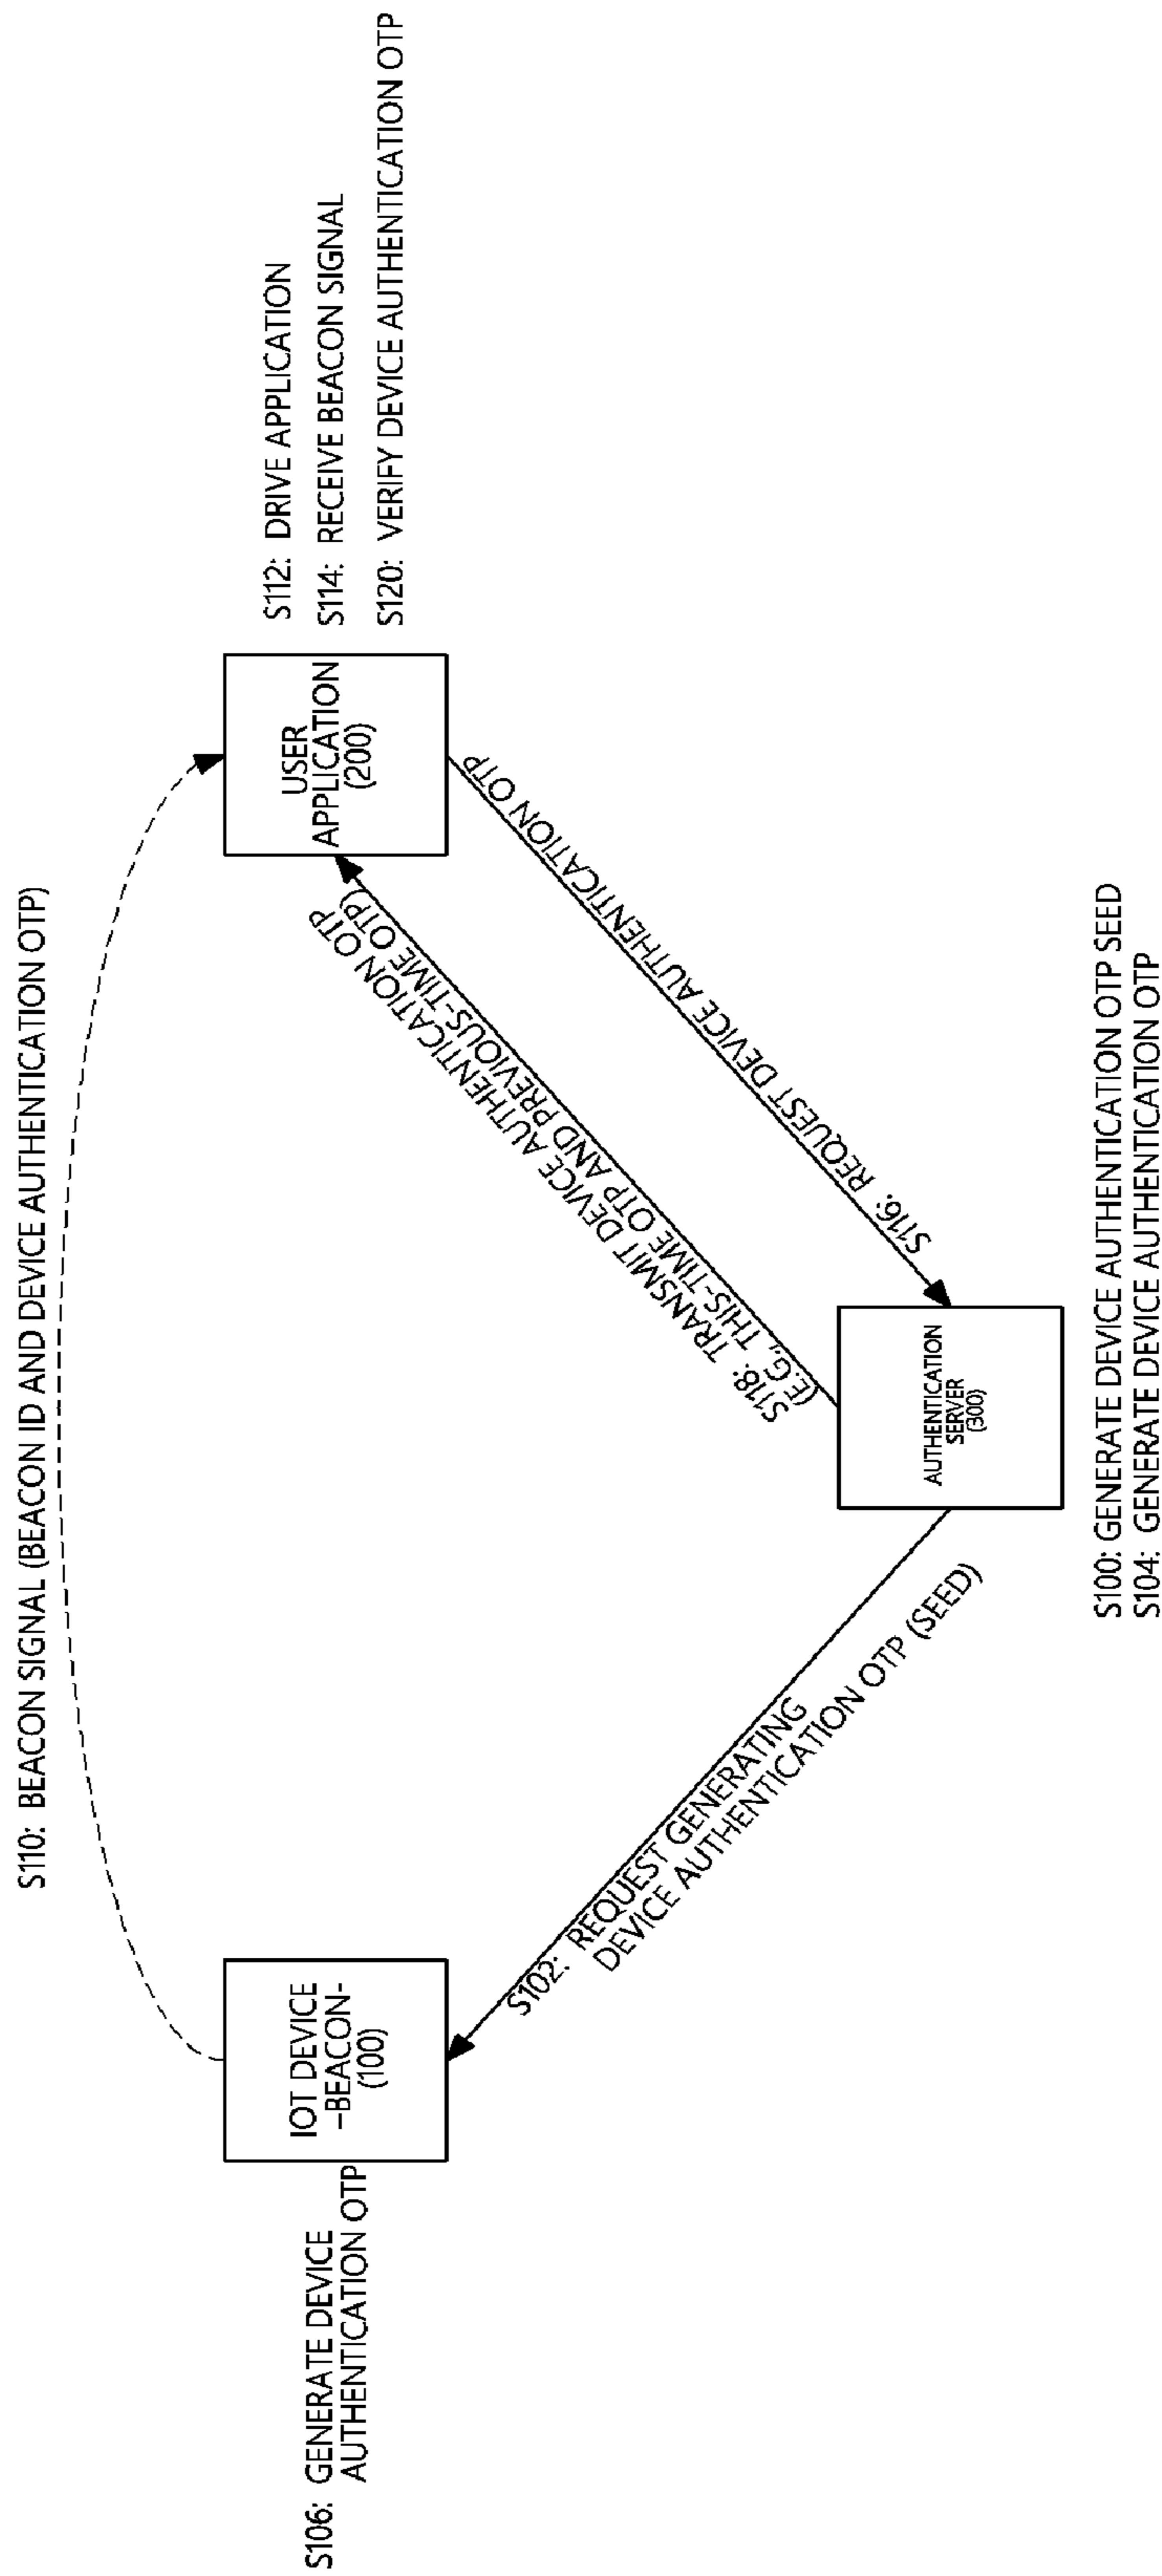 S110: BEACON SIGNAL (BEACON ID AND DEVICE AUTHENTICATION OTP)
S106: GENERATE DEVICE
AUTHENTICATION OTP
IOT DEVICE
-BEACON-
(100)
USER
APPLICATION
(200)
S112: DRIVE APPLICATION
S114: RECEIVE BEACON SIGNAL
S120: VERIFY DEVICE AUTHENTICATION OTP
S102: REQUEST GENERATING
DEVICE AUTHENTICATION OTP (SEED)
S118: TRANSMIT DEVICE AUTHENTICATION OTP
(E.G., THIS-TIME OTP AND PREVIOUS-TIME OTP)
S116: REQUEST DEVICE AUTHENTICATION OTP
AUTHENTICATION
SERVER
(300)
S100: GENERATE DEVICE AUTHENTICATION OTP SEED
S104: GENERATE DEVICE AUTHENTICATION OTP